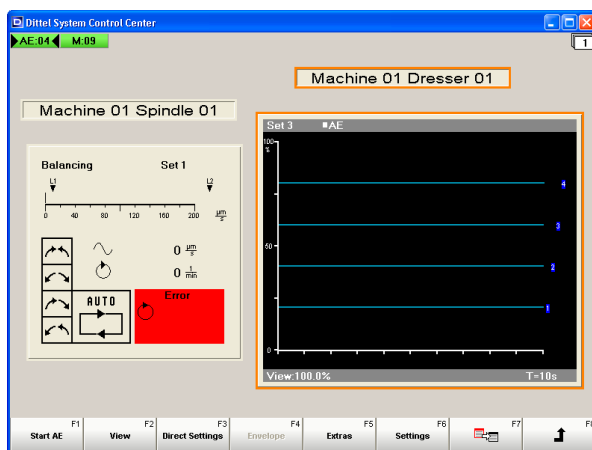 Dittel System Control Center
AE:04 M:09
1
Machine 01 Dresser 01
Machine 01 Spindle 01
Set 3 AE
100
%
50
0
4
3
2
1
View:100.0% T=10s
Balancing Set 1
L1 L2
0 40 80 120 160 200 µm/s
0 µm/s
0 1/min
AUTO
Error
F1 F2 F3 F4 F5 F6 F7 F8
Start AE View Direct Settings Envelope Extras Settings